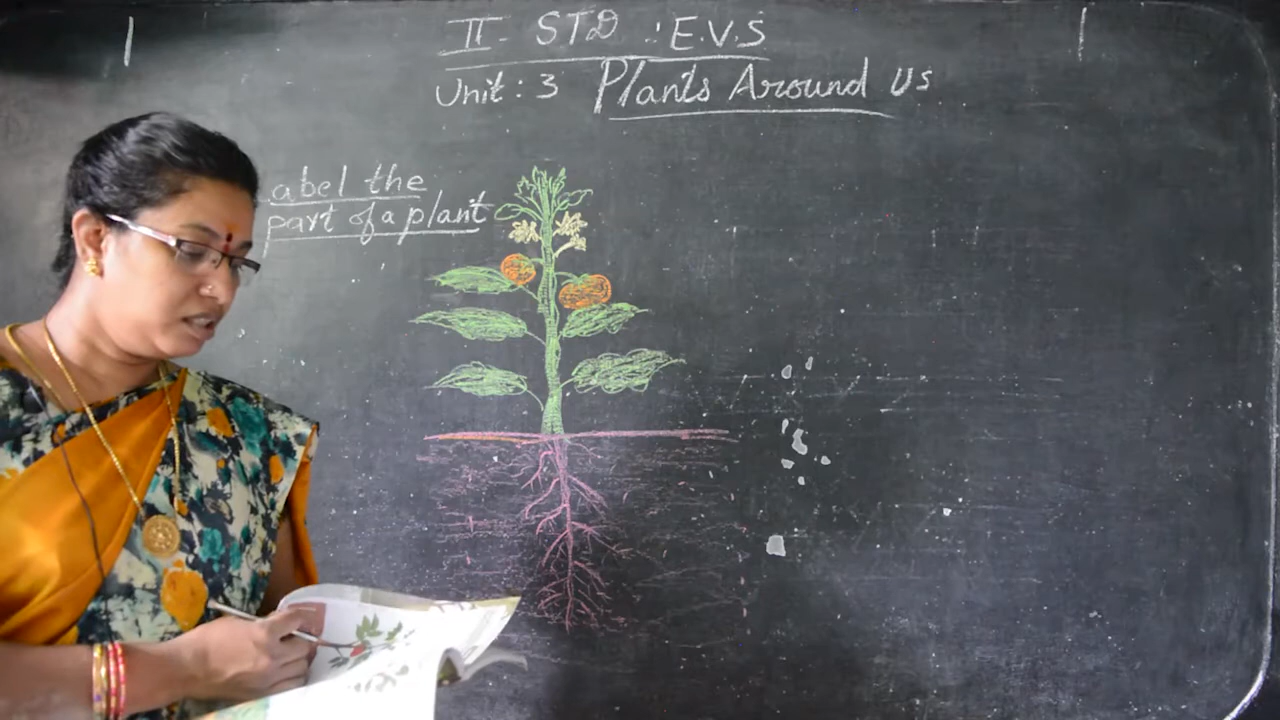 II - STD : E.V.S
Unit : 3 Plants Around Us
abel the
part of a plant